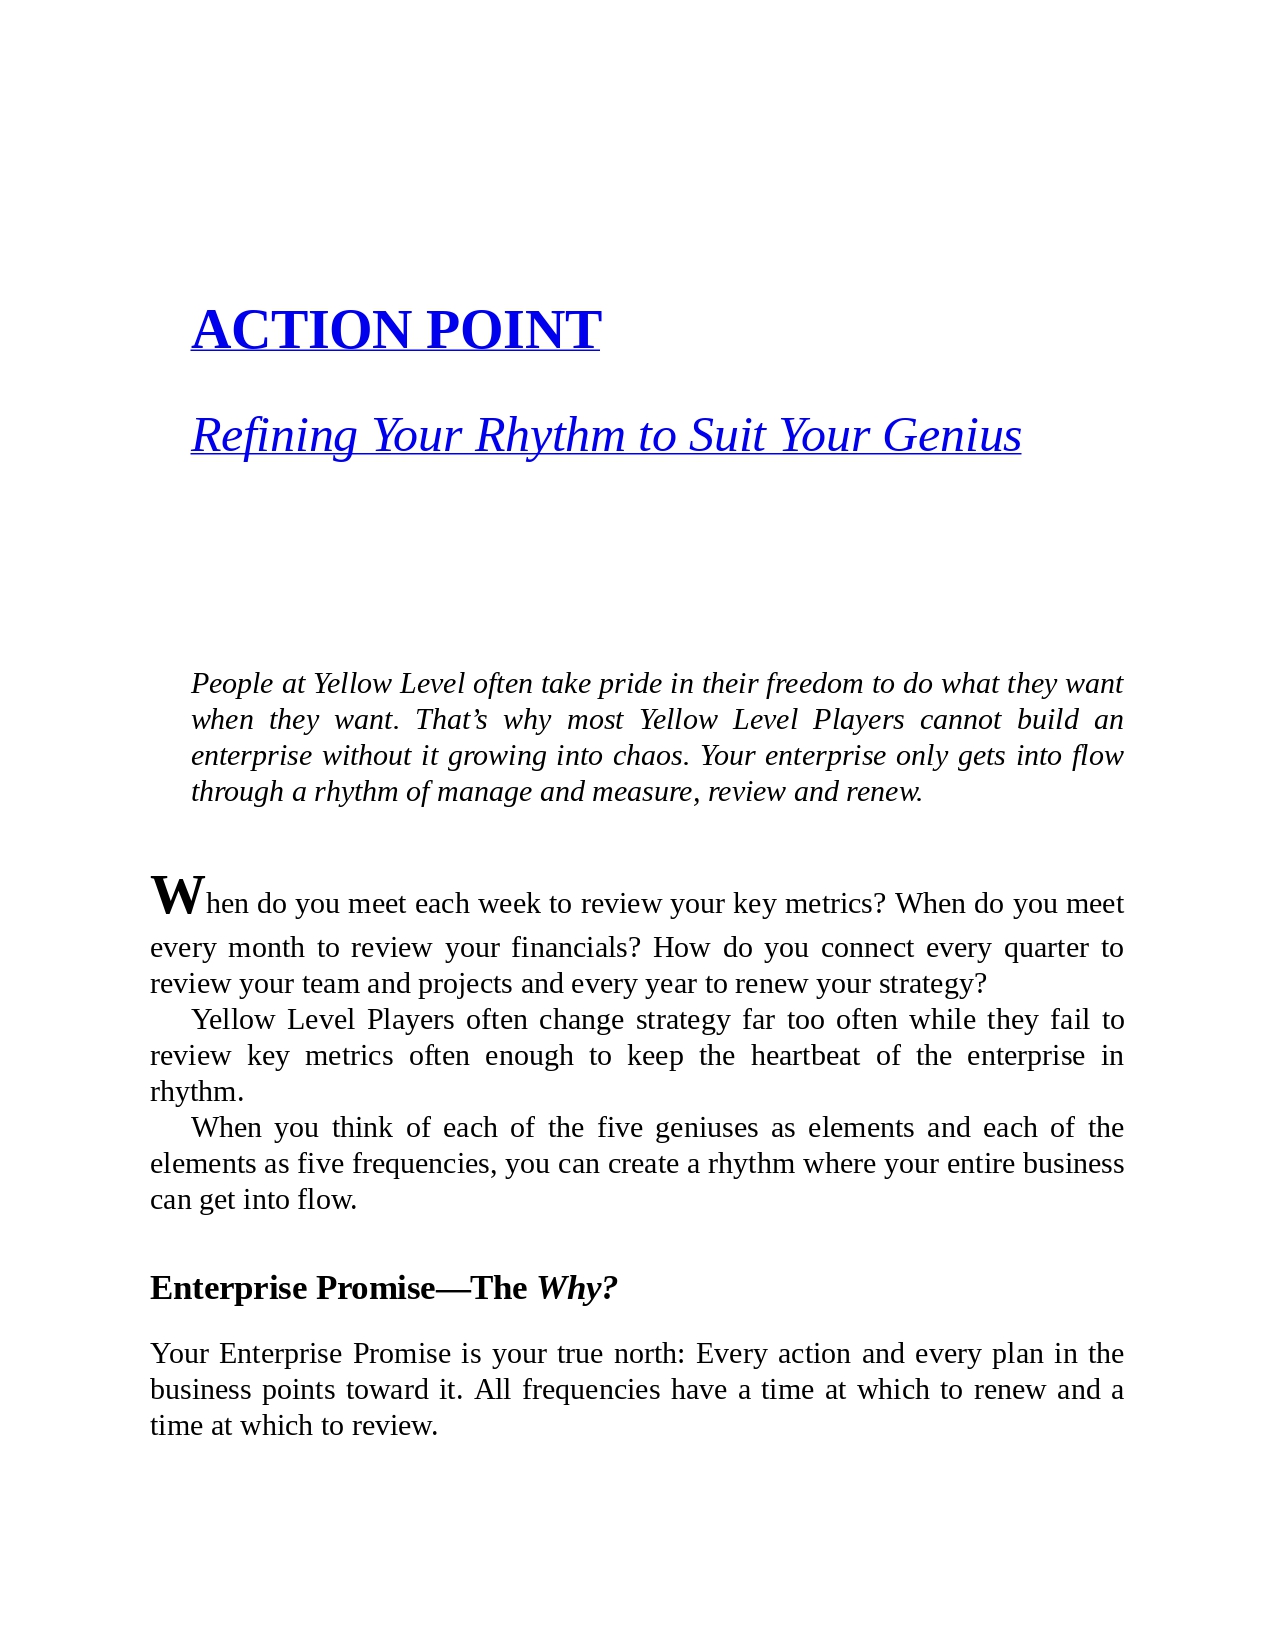 ACTION POINT
Refining Your Rhythm to Suit Your Genius
People at Yellow Level often take pride in their freedom to do what they want
when they want. That’s why most Yellow Level Players cannot build an
enterprise without it growing into chaos. Your enterprise only gets into flow
through a rhythm of manage and measure, review and renew.
When do you meet each week to review your key metrics? When do you meet
every month to review your financials? How do you connect every quarter to
review your team and projects and every year to renew your strategy?
Yellow Level Players often change strategy far too often while they fail to
review key metrics often enough to keep the heartbeat of the enterprise in
rhythm.
When you think of each of the five geniuses as elements and each of the
elements as five frequencies, you can create a rhythm where your entire business
can get into flow.
Enterprise Promise—The Why?
Your Enterprise Promise is your true north: Every action and every plan in the
business points toward it. All frequencies have a time at which to renew and a
time at which to review.